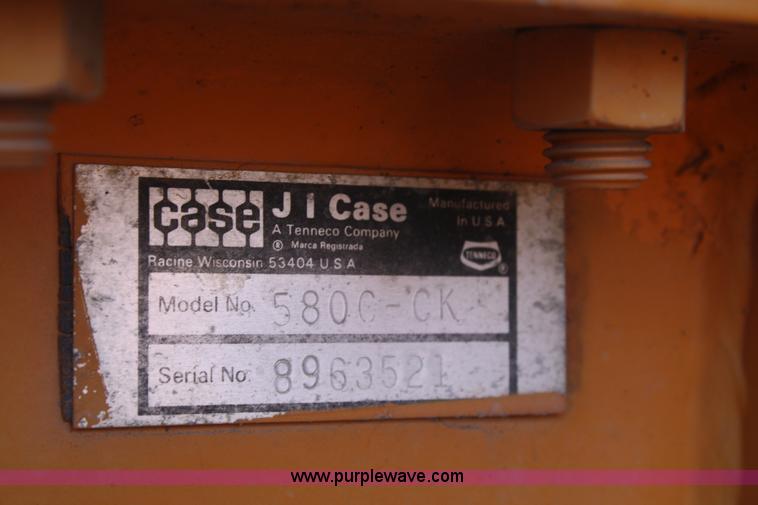 case J I Case Manufactured
A Tenneco Company In U.S.A.
® Marca Registrada
TENNECO ®
Racine Wisconsin 53404 U S A
Model No. 580C-CK
Serial No. 8963521
www.purplewave.com